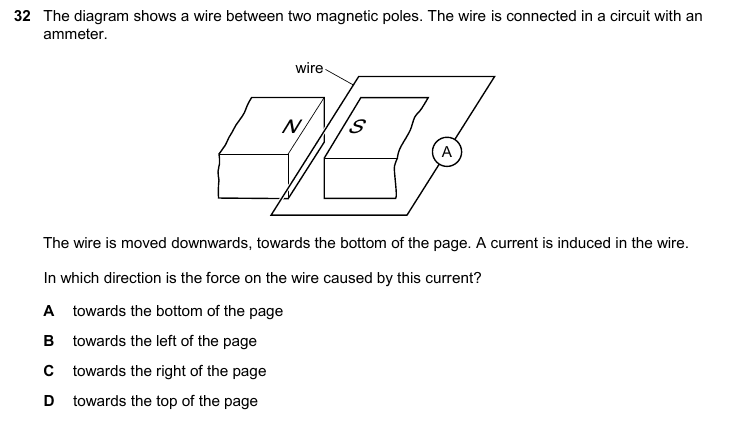 32 The diagram shows a wire between two magnetic poles. The wire is connected in a circuit with an
ammeter.
wire
N
S
A
The wire is moved downwards, towards the bottom of the page. A current is induced in the wire.
In which direction is the force on the wire caused by this current?
A towards the bottom of the page
B towards the left of the page
C towards the right of the page
D towards the top of the page